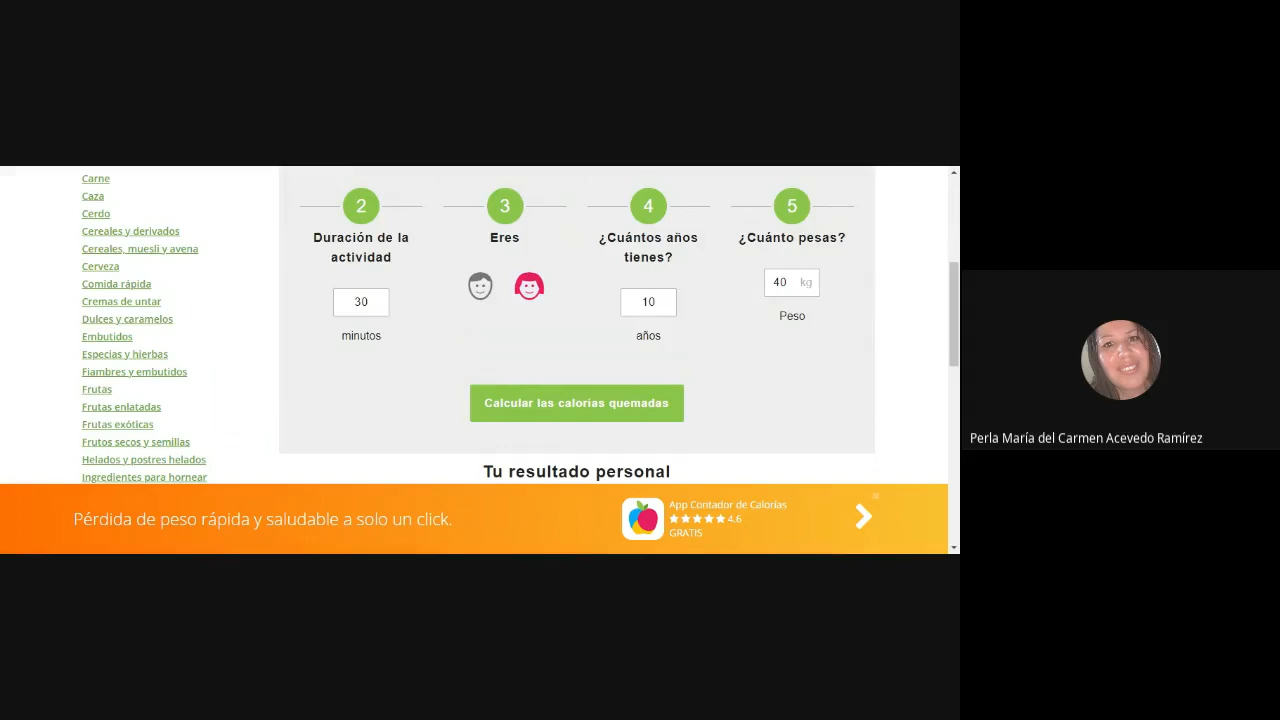 Carne
Caza
Cerdo
Cereales y derivados
Cereales, muesli y avena
Cerveza
Comida rápida
Cremas de untar
Dulces y caramelos
Embutidos
Especias y hierbas
Fiambres y embutidos
Frutas
Frutas enlatadas
Frutas exóticas
Frutos secos y semillas
Helados y postres helados
Ingredientes para hornear
2
Duración de la
actividad
30
minutos
3
Eres
4
¿Cuántos años
tienes?
10
años
5
¿Cuánto pesas?
40 kg
Peso
Calcular las calorías quemadas
Tu resultado personal
Pérdida de peso rápida y saludable a solo un click.
App Contador de Calorías
4.6
GRATIS
Perla María del Carmen Acevedo Ramírez